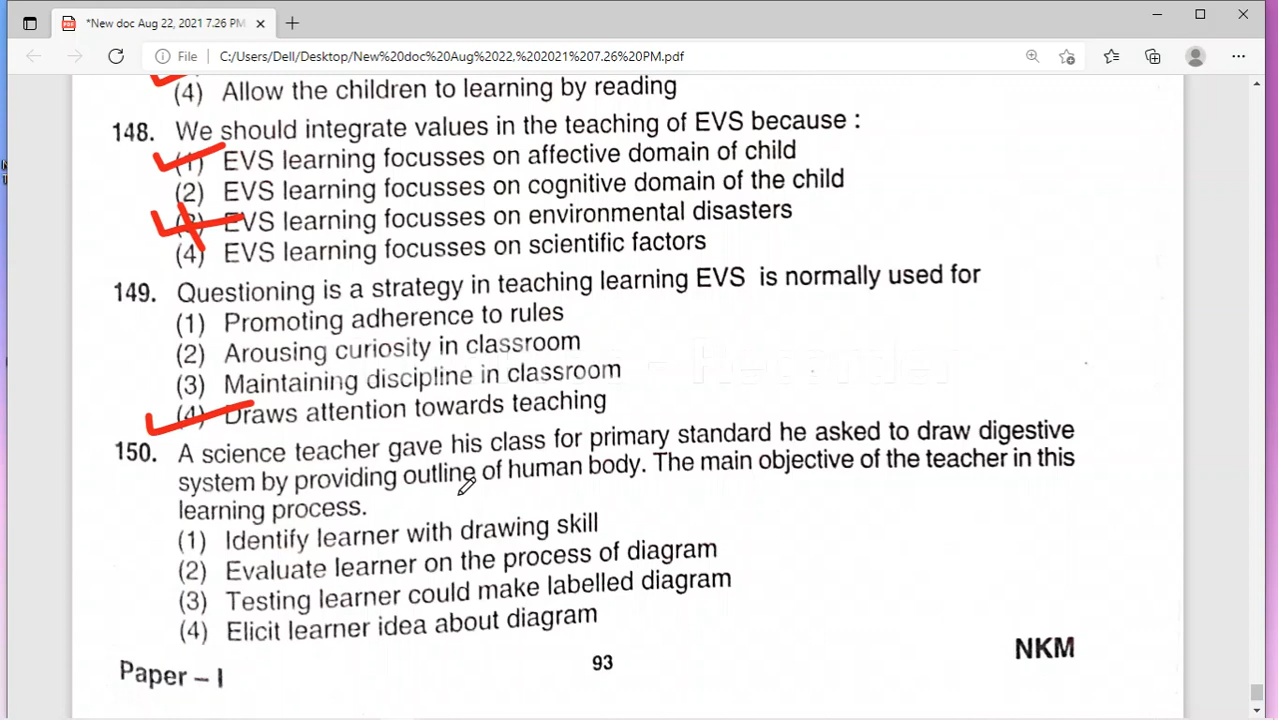 *New doc Aug 22, 2021 7.26 PM.p
File C:/Users/Dell/Desktop/New%20doc%20Aug%2022,%202021%207.26%20PM.pdf
(4) Allow the children to learning by reading
148. We should integrate values in the teaching of EVS because :
(1) EVS learning focusses on affective domain of child
(2) EVS learning focusses on cognitive domain of the child
(3) EVS learning focusses on environmental disasters
(4) EVS learning focusses on scientific factors
149. Questioning is a strategy in teaching learning EVS is normally used for
(1) Promoting adherence to rules
(2) Arousing curiosity in classroom
(3) Maintaining discipline in classroom
(4) Draws attention towards teaching
150. A science teacher gave his class for primary standard he asked to draw digestive
system by providing outline of human body. The main objective of the teacher in this
learning process.
(1) Identify learner with drawing skill
(2) Evaluate learner on the process of diagram
(3) Testing learner could make labelled diagram
(4) Elicit learner idea about diagram
Paper – I 93 NKM